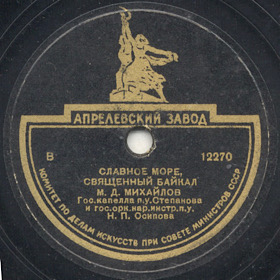 АПРЕЛЕВСКИЙ ЗАВОД
В 12270
СЛАВНОЕ МОРЕ,
СВЯЩЕННЫЙ БАЙКАЛ
М. Д. МИХАЙЛОВ
Гос. капелла п.у. Степанова
и гос. орк. нар. инстр. п.у.
Н. П. Осипова
КОМИТЕТ ПО ДЕЛАМ ИСКУССТВ ПРИ СОВЕТЕ МИНИСТРОВ СССР